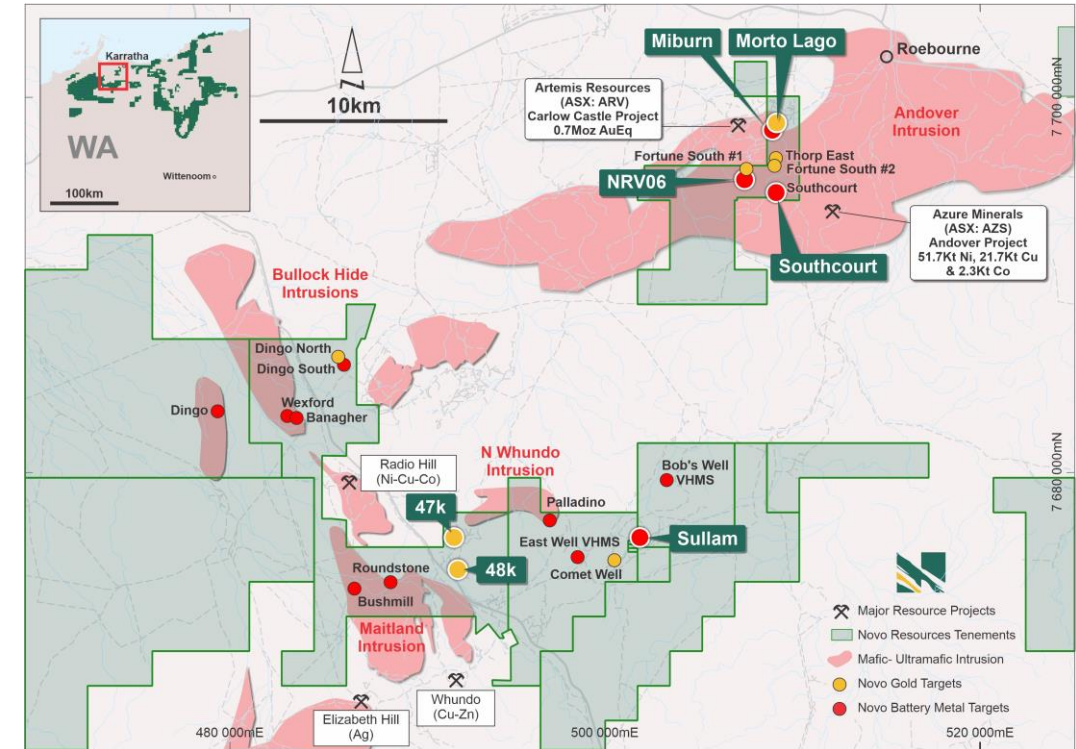 Karratha
WA
Wittenoom
100km
10km
Miburn
Morto Lago
Roebourne
Artemis Resources
(ASX: ARV)
Carlow Castle Project
0.7Moz AuEq
Andover
Intrusion
7 700 000mN
Fortune South #1
Thorp East
Fortune South #2
NRV06
Southcourt
Azure Minerals
(ASX: AZS)
Andover Project
51.7Kt Ni, 21.7Kt Cu
& 2.3Kt Co
Southcourt
Bullock Hide
Intrusions
Dingo North
Dingo South
Dingo
Wexford
Banagher
N Whundo
Intrusion
Radio Hill
(Ni-Cu-Co)
Bob's Well
VHMS
7 680 000mN
47k
Palladino
East Well VHMS
Sullam
Comet Well
48k
Roundstone
Bushmill
Maitland
Intrusion
Whundo
(Cu-Zn)
Elizabeth Hill
(Ag)
Major Resource Projects
Novo Resources Tenements
Mafic- Ultramafic Intrusion
Novo Gold Targets
Novo Battery Metal Targets
480 000mE
500 000mE
520 000mE